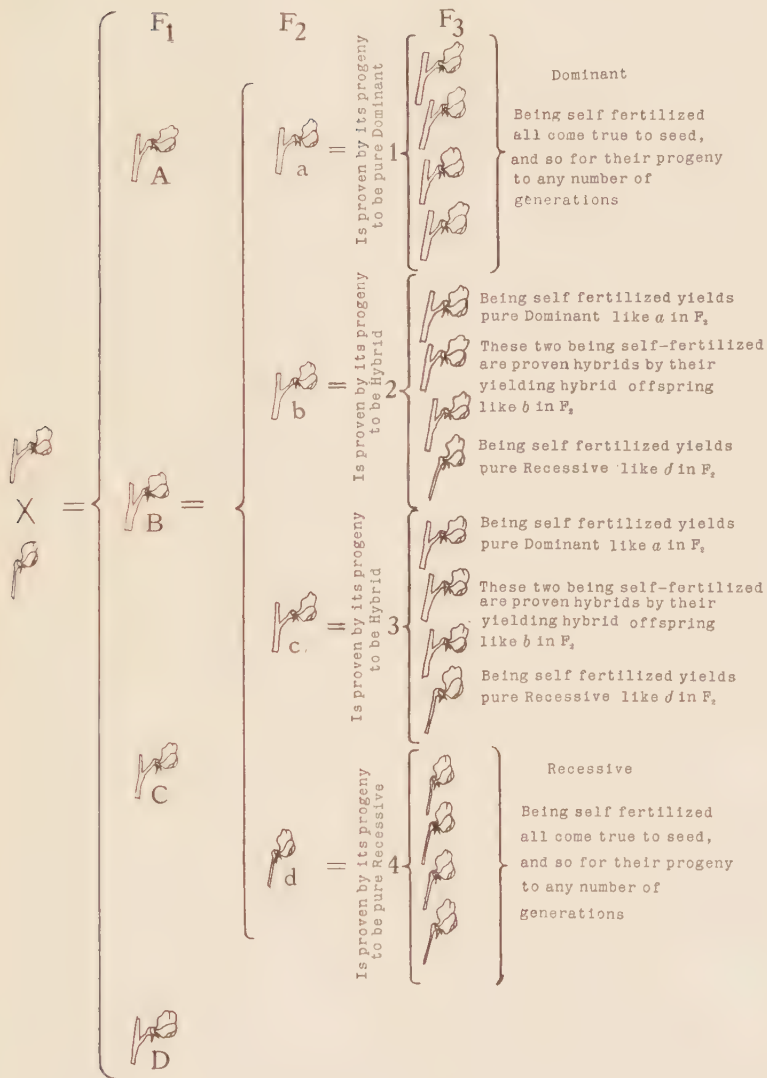 F₁
F₂
F₃
A
B
C
D
X
=
=
a
=
Is proven by its progeny
to be pure Dominant
1
Dominant
Being self fertilized
all come true to seed,
and so for their progeny
to any number of
generations
b
=
Is proven by its progeny
to be Hybrid
2
Being self fertilized yields
pure Dominant like a in F₂
These two being self-fertilized
are proven hybrids by their
yielding hybrid offspring
like b in F₂
Being self fertilized yields
pure Recessive like d in F₂
c
=
Is proven by its progeny
to be Hybrid
3
Being self fertilized yields
pure Dominant like a in F₂
These two being self-fertilized
are proven hybrids by their
yielding hybrid offspring
like b in F₂
Being self fertilized yields
pure Recessive like d in F₂
d
=
Is proven by its progeny
to be pure Recessive
4
Recessive
Being self fertilized
all come true to seed,
and so for their progeny
to any number of
generations